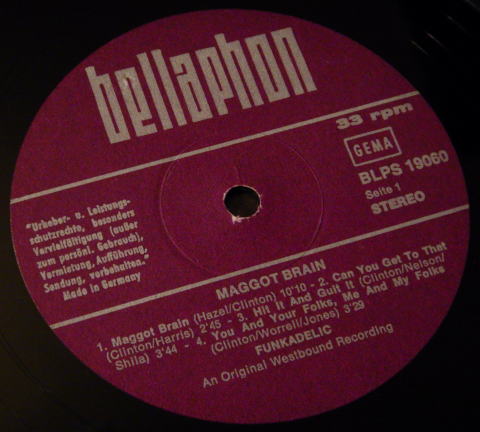 bellaphon
33 rpm
GEMA
BLPS 19060
Seite 1
STEREO
"Urheber- u. Leistungs-
schutzrechte, besonders
Vervielfältigung (außer
zum persönl. Gebrauch),
Vermietung, Aufführung,
Sendung, vorbehalten."
Made in Germany
MAGGOT BRAIN
1. Maggot Brain (Hazel/Clinton) 10'10 - 2. Can You Get To That
(Clinton/Harris) 2'45 - 3. Hit It And Quit It (Clinton/Nelson/
Shila) 3'44 - 4. You And Your Folks, Me And My Folks
(Clinton/Worrell/Jones) 3'29
FUNKADELIC
An Original Westbound Recording